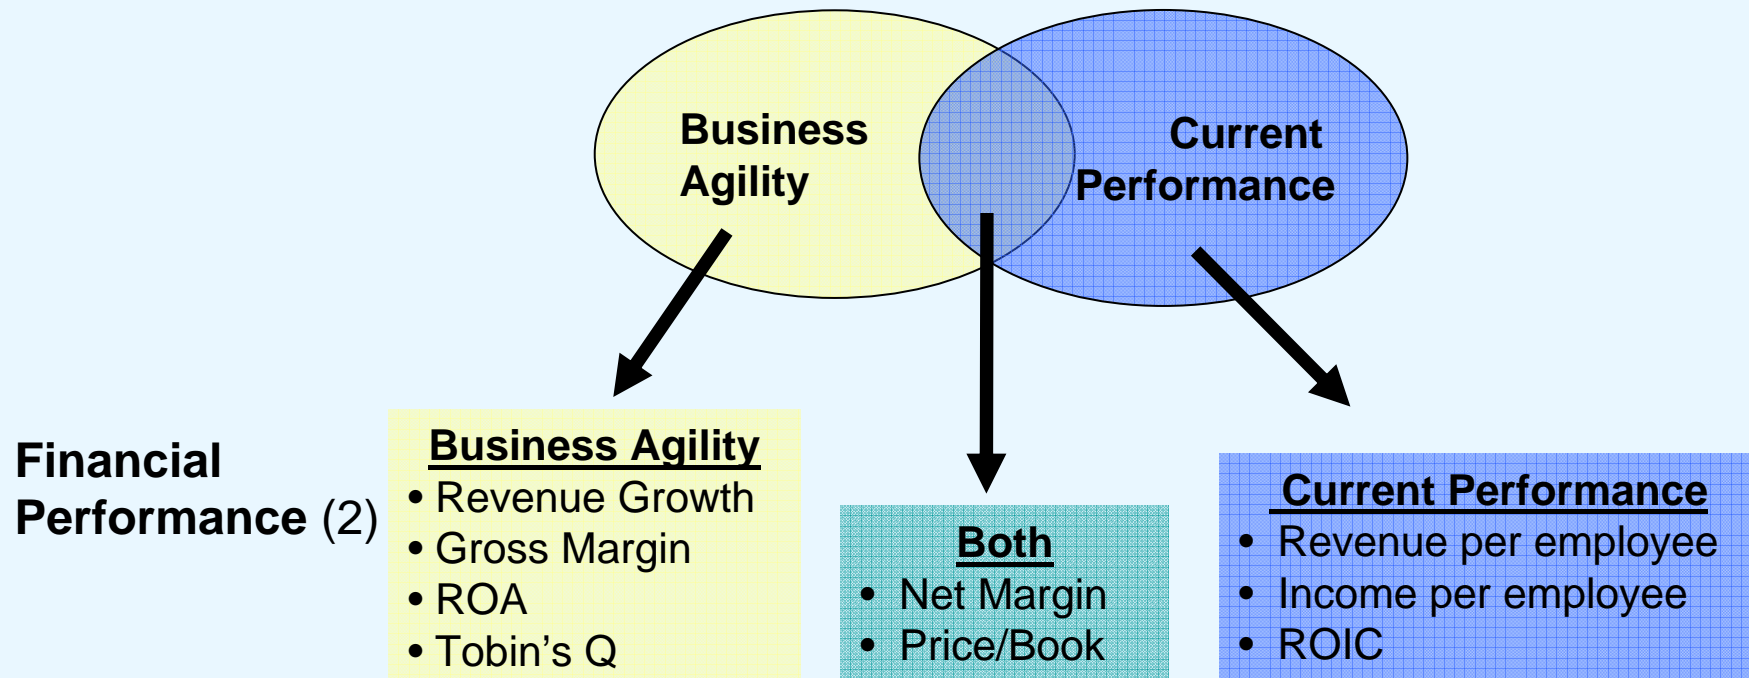 Business
Agility
Current
Performance
Financial
Performance (2)
Business Agility
• Revenue Growth
• Gross Margin
• ROA
• Tobin’s Q
Both
• Net Margin
• Price/Book
Current Performance
• Revenue per employee
• Income per employee
• ROIC